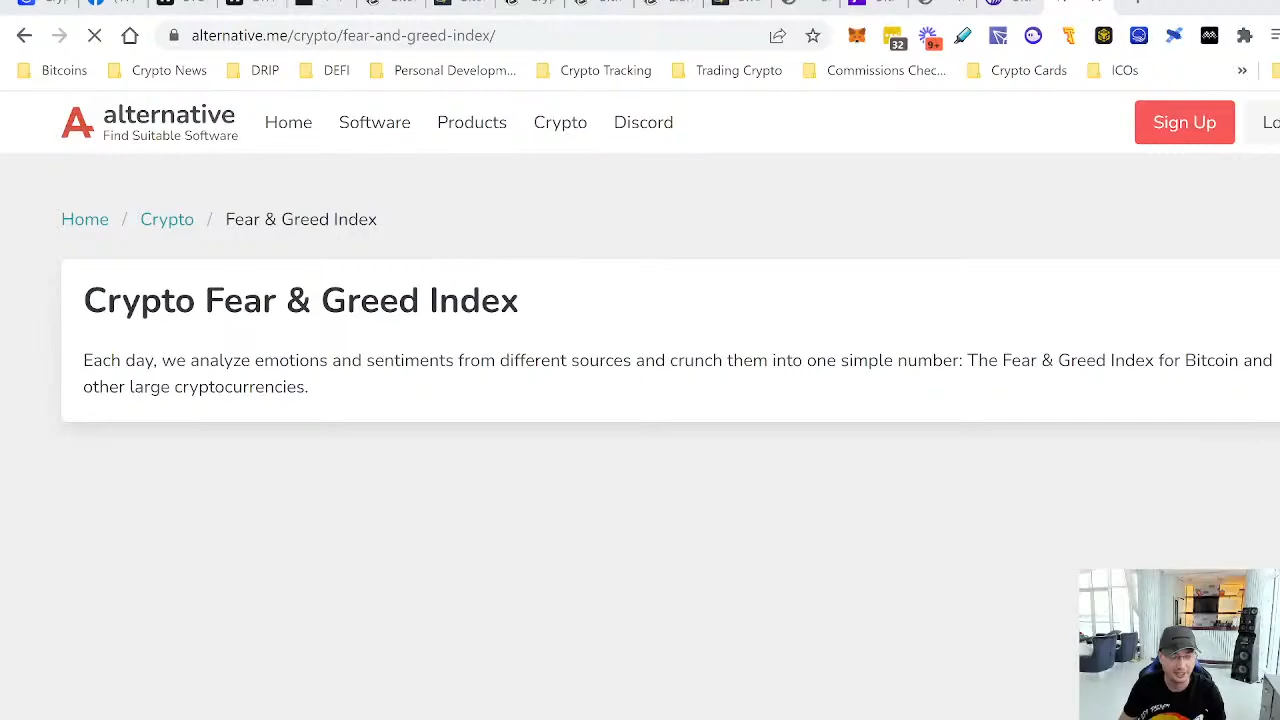 alternative.me/crypto/fear-and-greed-index/
32
9+
Bitcoins
Crypto News
DRIP
DEFI
Personal Developm...
Crypto Tracking
Trading Crypto
Commissions Chec...
Crypto Cards
ICOs
»
alternative
Find Suitable Software
Home
Software
Products
Crypto
Discord
Sign Up
Home / Crypto / Fear & Greed Index
Crypto Fear & Greed Index
Each day, we analyze emotions and sentiments from different sources and crunch them into one simple number: The Fear & Greed Index for Bitcoin and
other large cryptocurrencies.